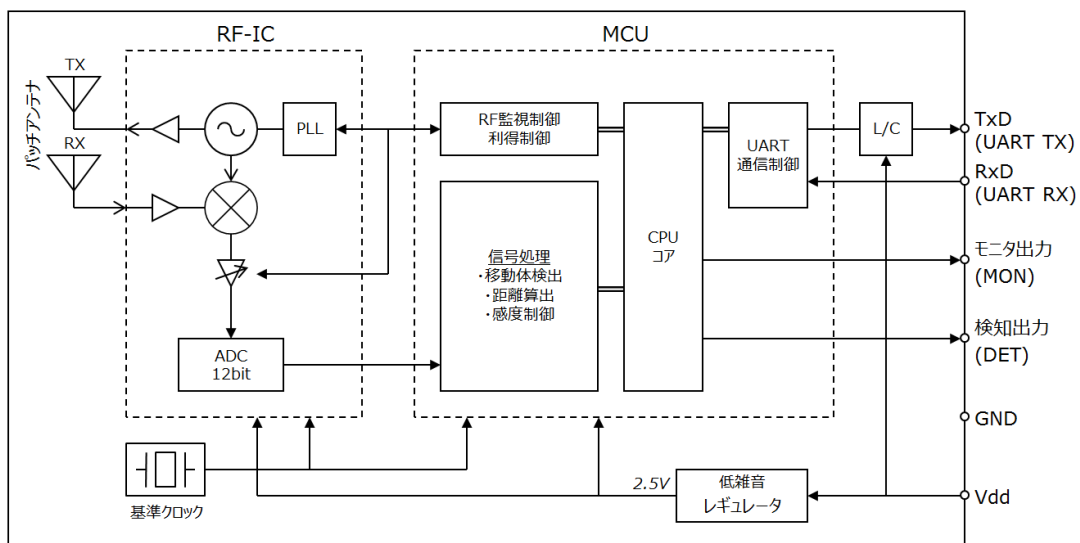 RF-IC
MCU
TX
RX
パッチアンテナ
PLL
RF監視制御
利得制御
UART
通信制御
L/C
TxD
(UART TX)
RxD
(UART RX)
CPU
コア
信号処理
・移動体検出
・距離算出
・感度制御
モニタ出力
(MON)
検知出力
(DET)
ADC
12bit
GND
基準クロック
2.5V
低雑音
レギュレータ
Vdd